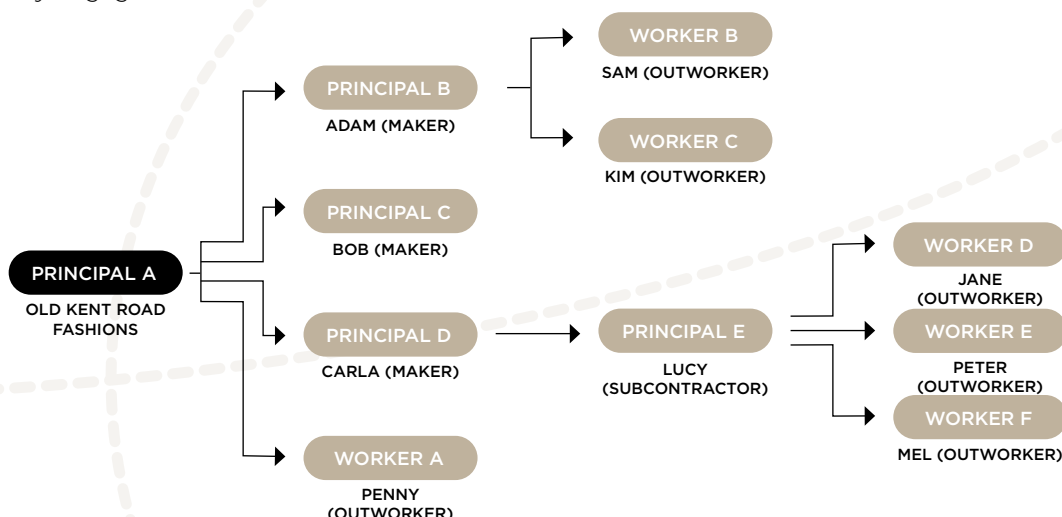 WORKER B
SAM (OUTWORKER)
PRINCIPAL B
ADAM (MAKER)
WORKER C
KIM (OUTWORKER)
PRINCIPAL C
BOB (MAKER)
WORKER D
JANE
(OUTWORKER)
PRINCIPAL A
OLD KENT ROAD
FASHIONS
PRINCIPAL D
CARLA (MAKER)
PRINCIPAL E
LUCY
(SUBCONTRACTOR)
WORKER E
PETER
(OUTWORKER)
WORKER F
MEL (OUTWORKER)
WORKER A
PENNY
(OUTWORKER)